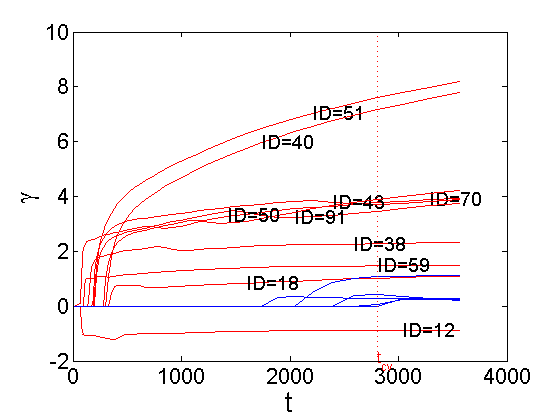 10
8
ID=51
6
ID=40
γ
4
ID=43
ID=70
ID=50
ID=91
2
ID=38
ID=59
ID=18
0
ID=12
-2
t_cv
0 1000 2000 3000 4000
t